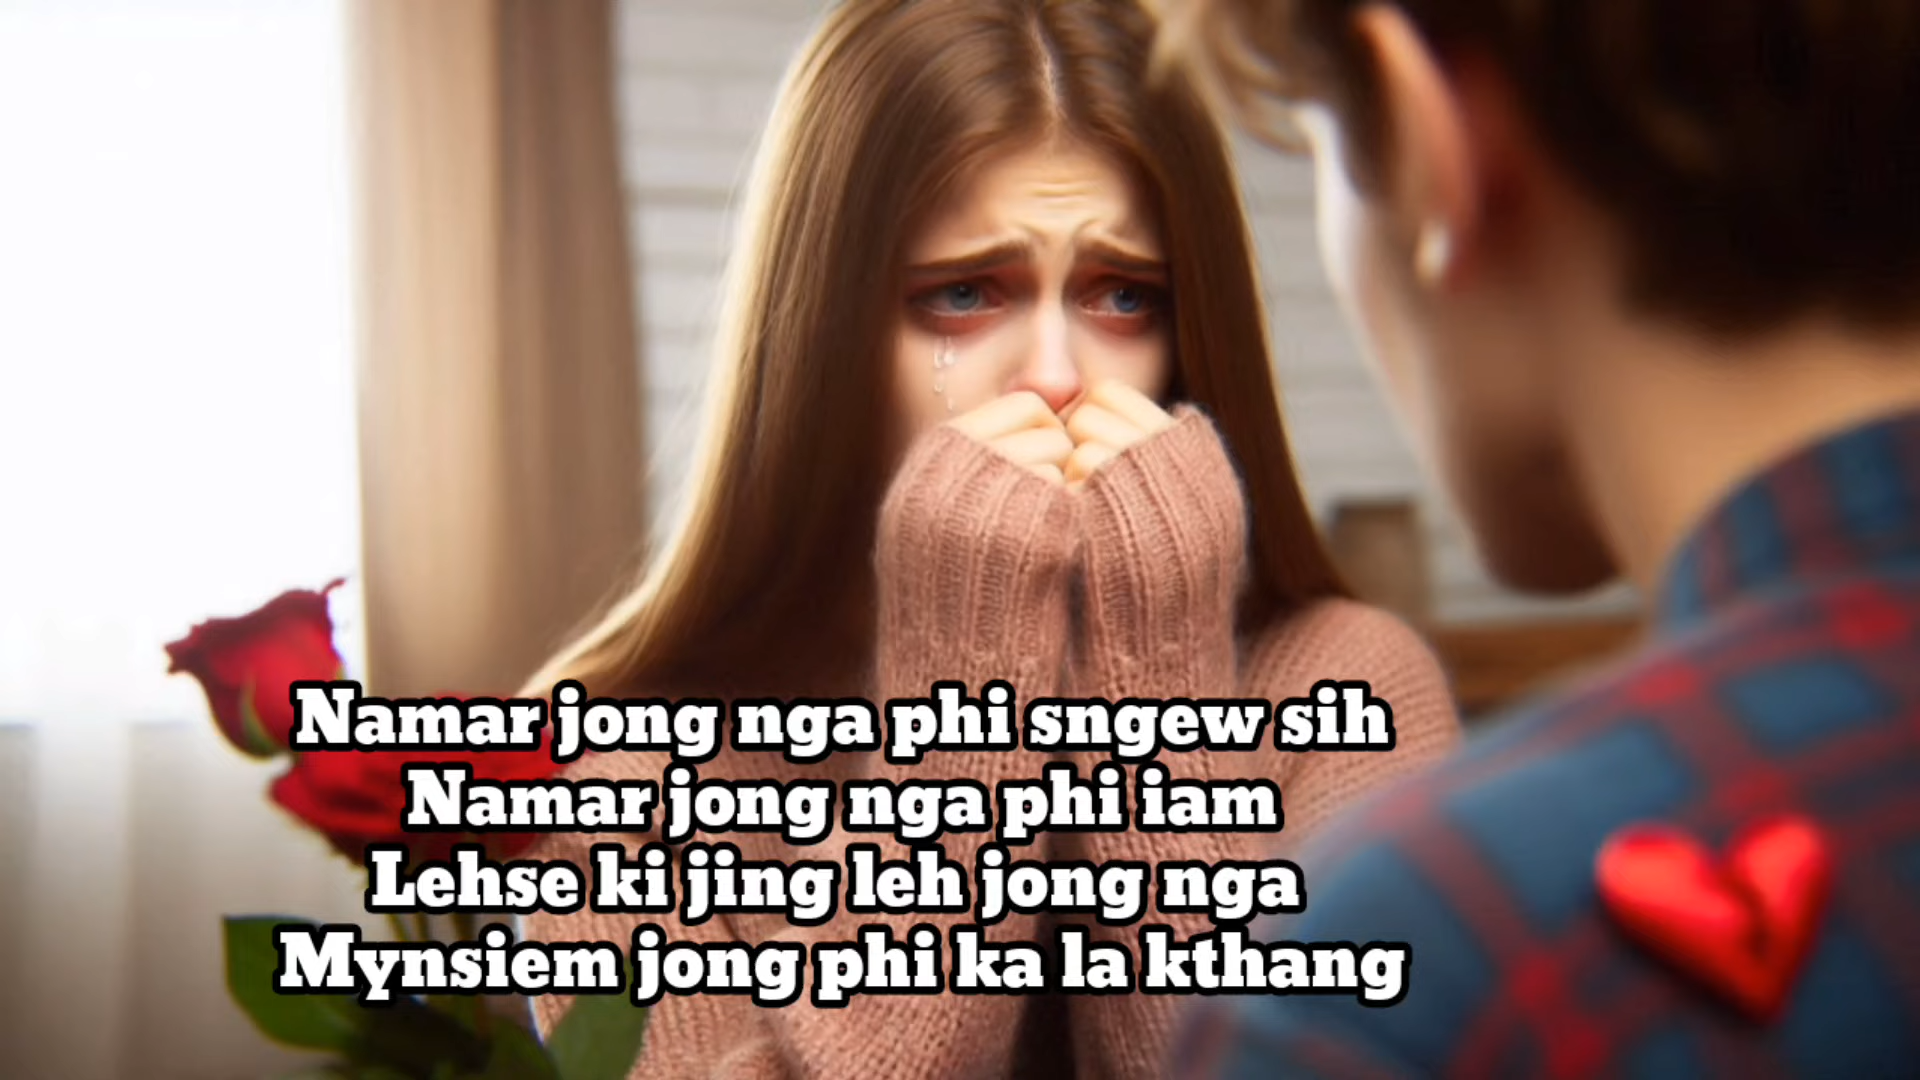 Namar jong nga phi sngew sih
Namar jong nga phi iam
Lehse ki jing leh jong nga
Mynsiem jong phi ka la kthang